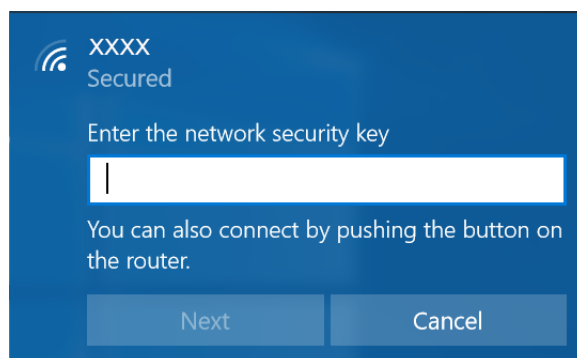 xxxx
Secured
Enter the network security key
You can also connect by pushing the button on
the router.
Next
Cancel